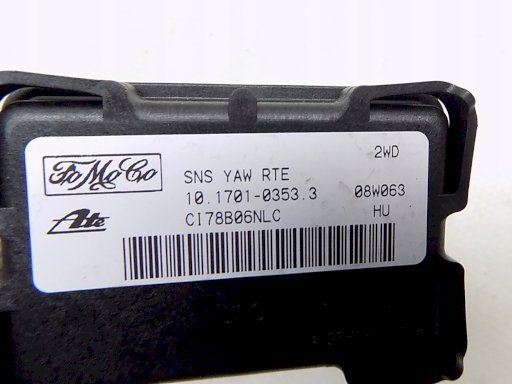 2WD
FoMoCo
SNS YAW RTE
10.1701-0353.3 08W063
Ate
CI78B06NLC HU